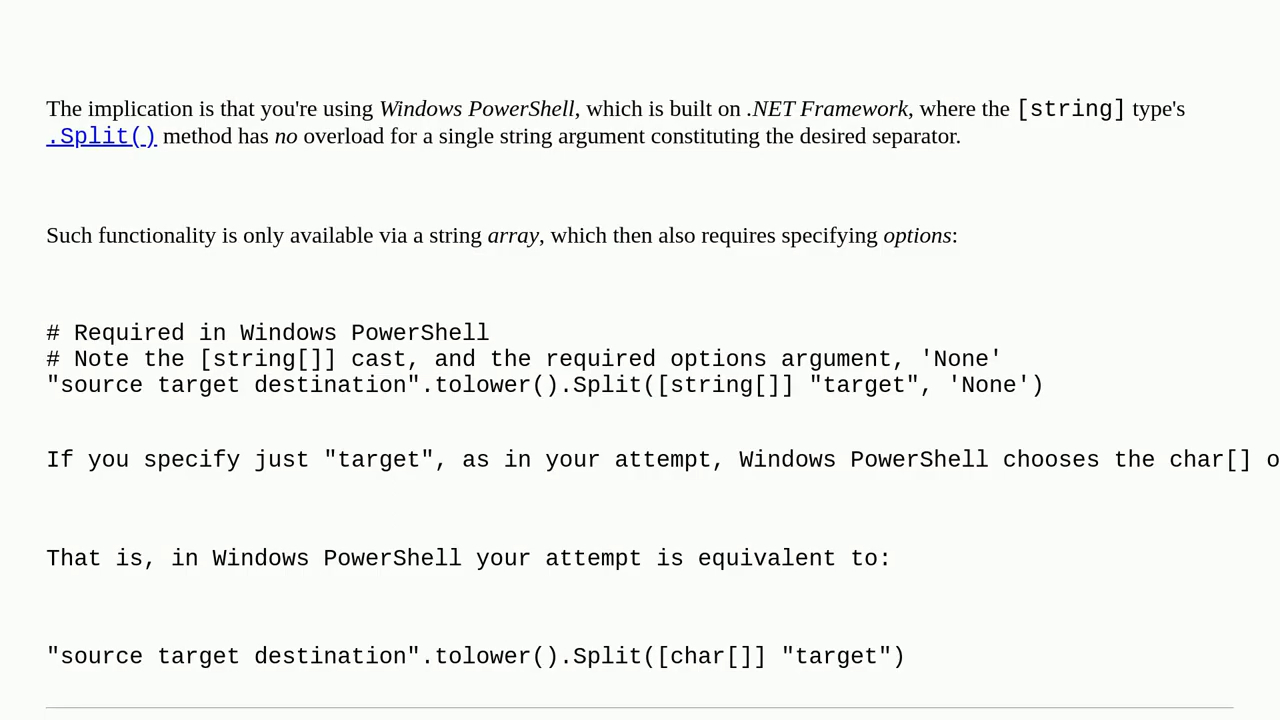 The implication is that you're using Windows PowerShell, which is built on .NET Framework, where the [string] type's
.Split() method has no overload for a single string argument constituting the desired separator.
Such functionality is only available via a string array, which then also requires specifying options:
# Required in Windows PowerShell
# Note the [string[]] cast, and the required options argument, 'None'
"source target destination".tolower().Split([string[]] "target", 'None')
If you specify just "target", as in your attempt, Windows PowerShell chooses the char[] o
That is, in Windows PowerShell your attempt is equivalent to:
"source target destination".tolower().Split([char[]] "target")